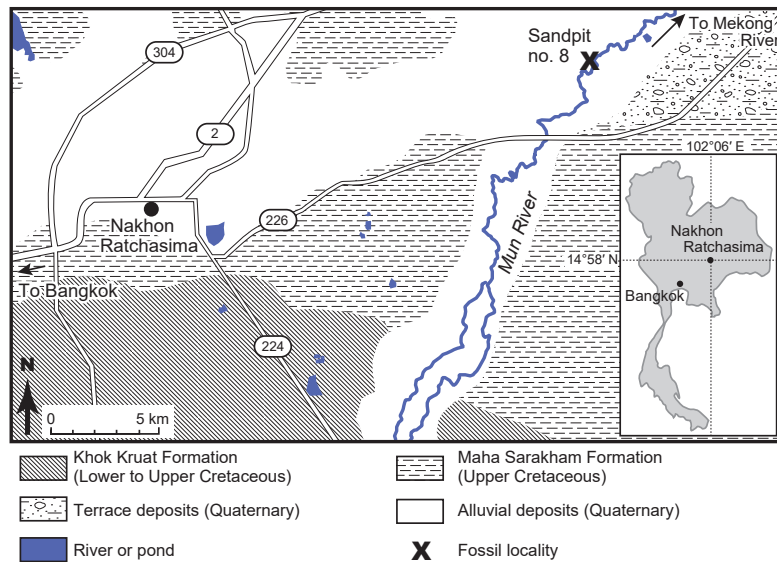 304
Sandpit
no. 8
X
To Mekong
River
2
102°06′ E
Nakhon
Ratchasima
226
Mun River
Nakhon
Ratchasima
14°58′ N
Bangkok
To Bangkok
224
N
0 5 km
Khok Kruat Formation
(Lower to Upper Cretaceous)
Maha Sarakham Formation
(Upper Cretaceous)
Terrace deposits (Quaternary)
Alluvial deposits (Quaternary)
River or pond
X Fossil locality